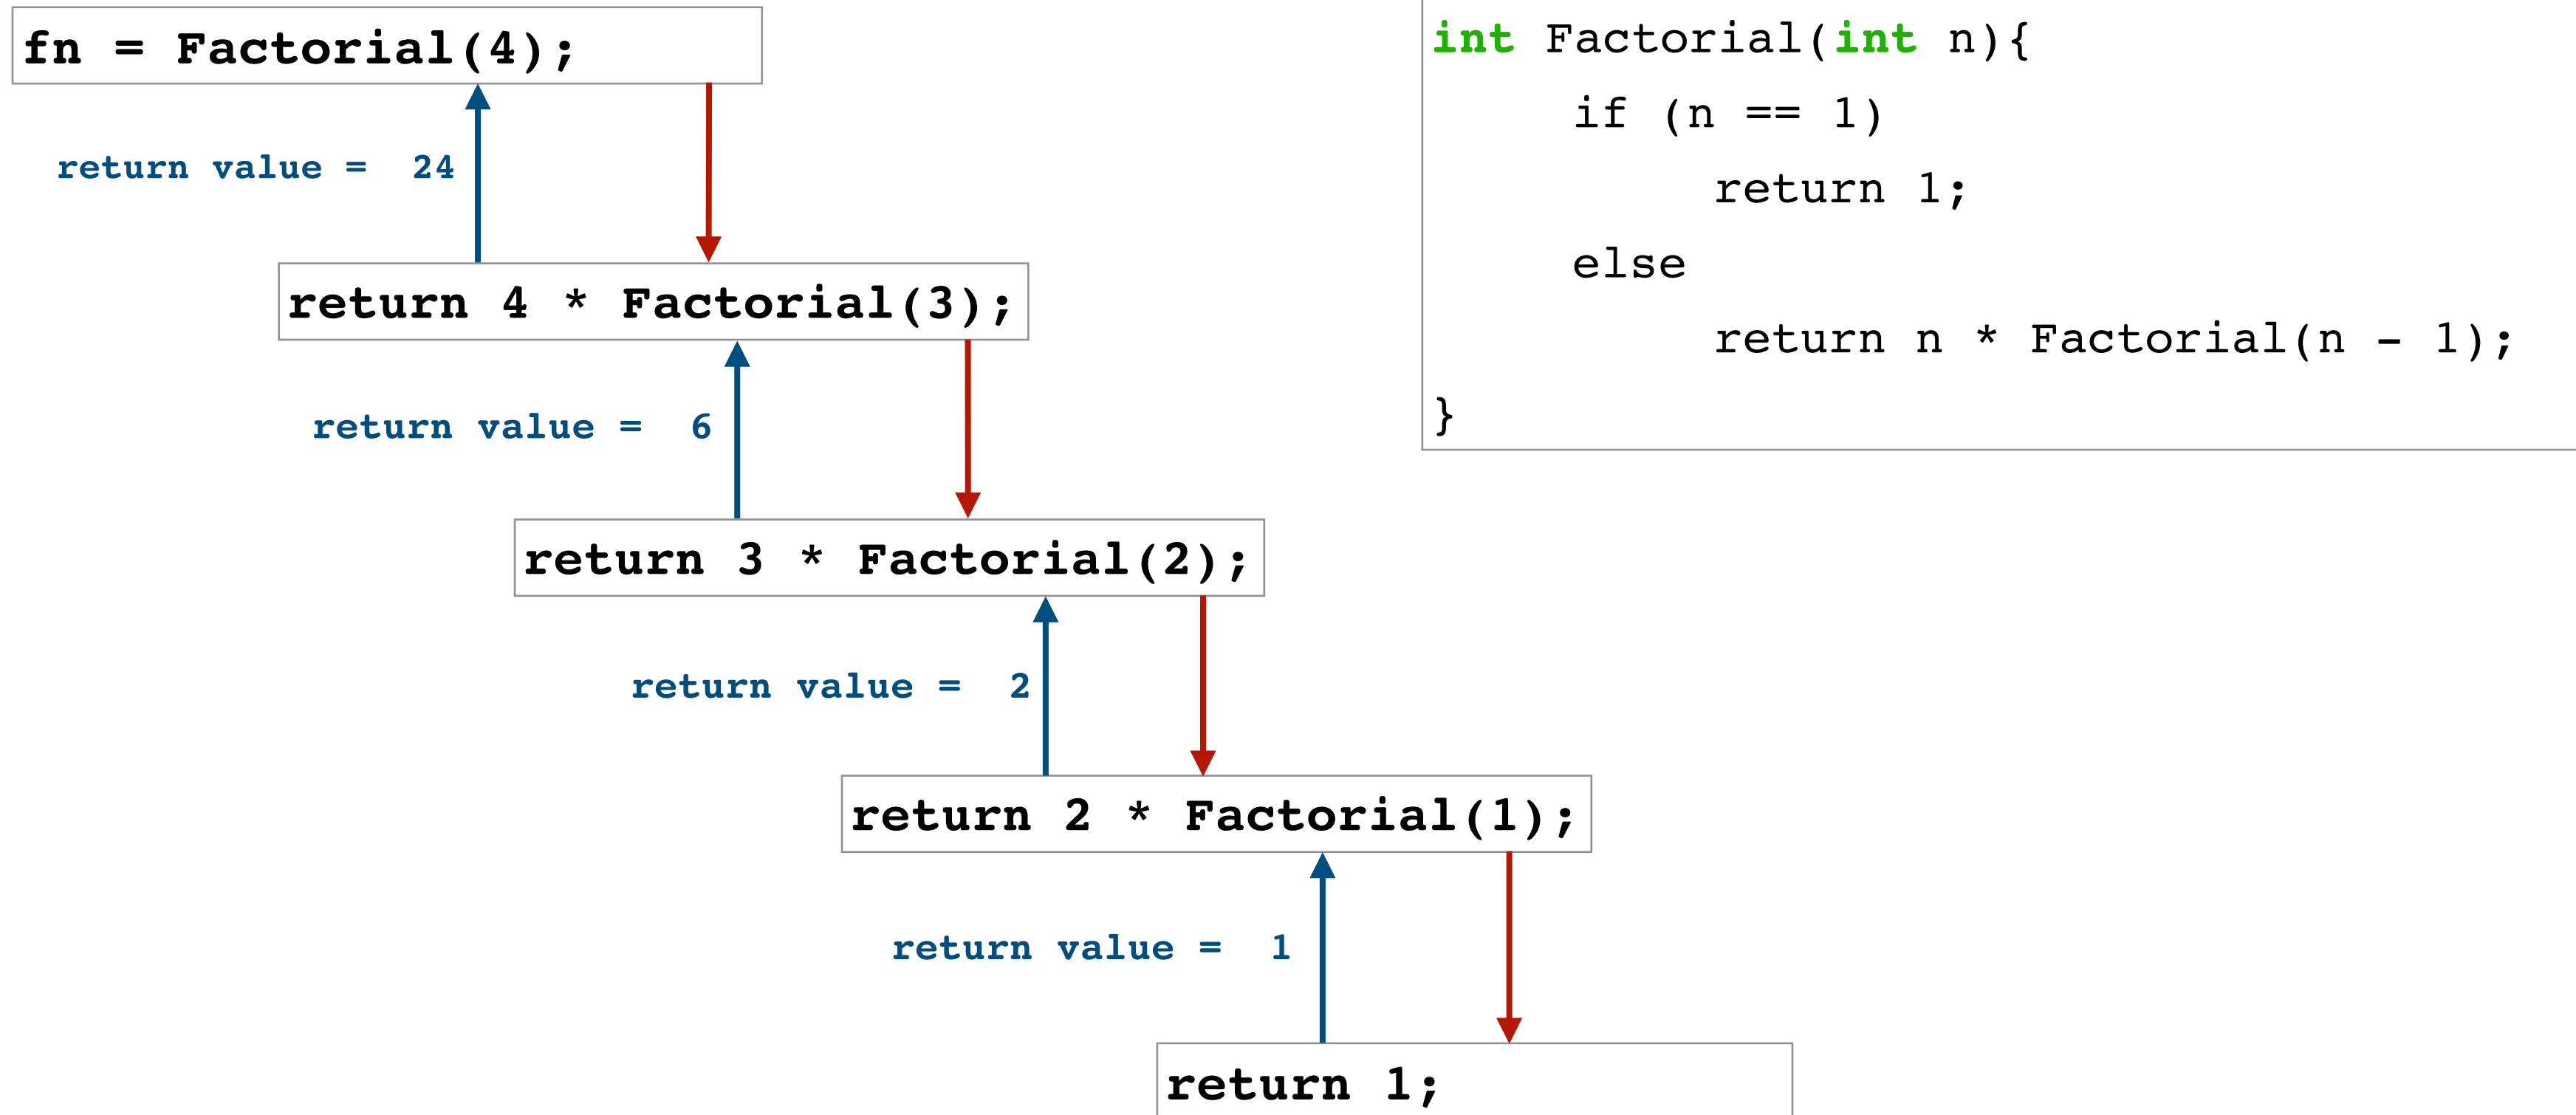 fn = Factorial(4);
return value =  24
return 4 * Factorial(3);
return value =  6
return 3 * Factorial(2);
return value =  2
return 2 * Factorial(1);
return value =  1
return 1;
int Factorial(int n){
if (n == 1)
return 1;
else
return n * Factorial(n - 1);
}